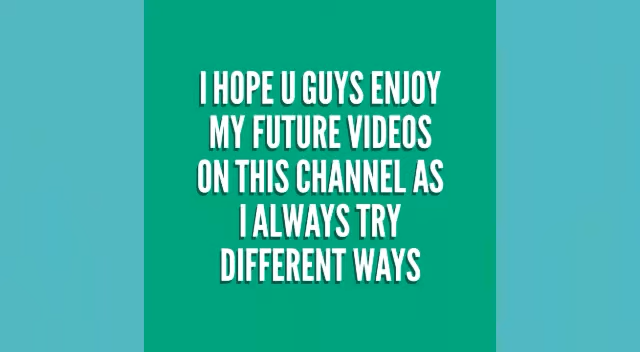 I HOPE U GUYS ENJOY
MY FUTURE VIDEOS
ON THIS CHANNEL AS
I ALWAYS TRY
DIFFERENT WAYS